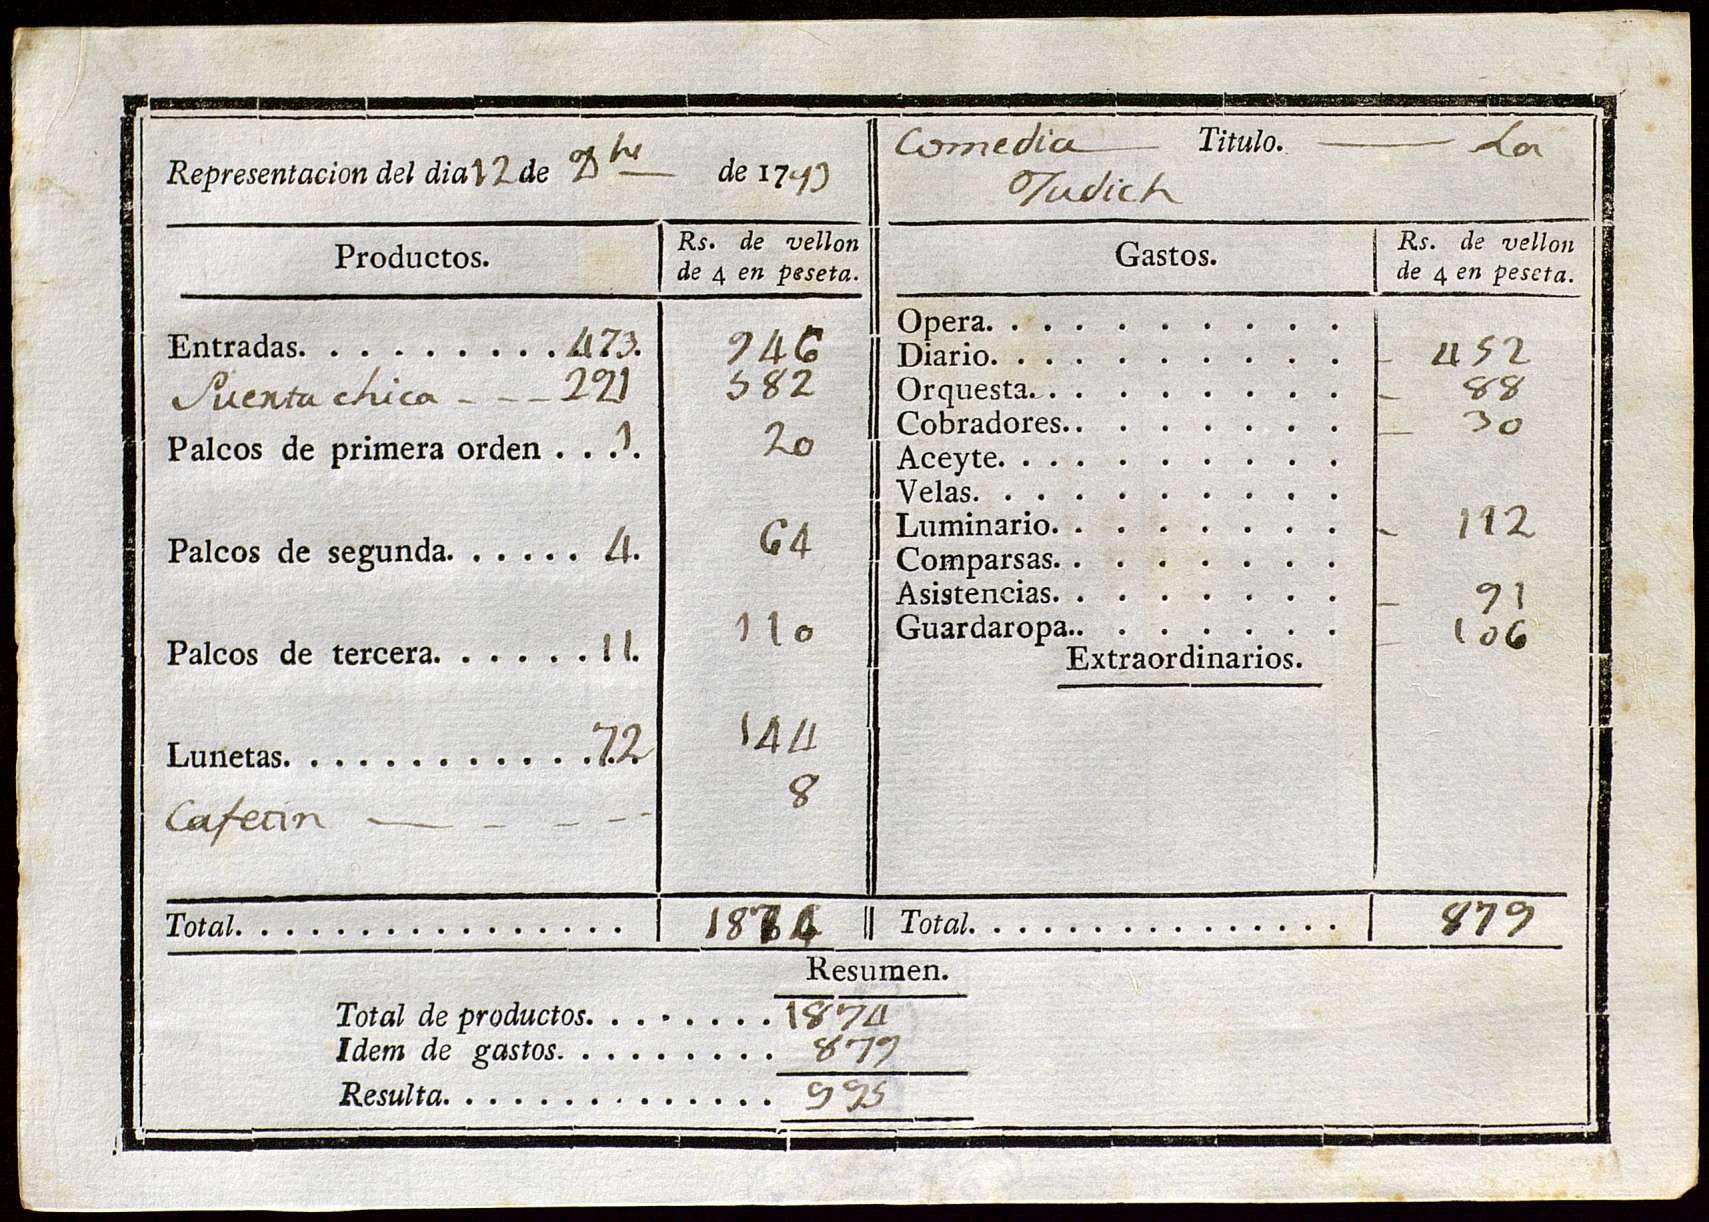 Representacion del dia 12 de de 1793
Comedia Titulo. La
Judich
Productos. Rs. de vellon
de 4 en peseta.
Entradas. . . . . . . . . 473. 946
Puerta chica - - - 291 582
Palcos de primera orden . . . 1. 20
Palcos de segunda. . . . . . 4. 64
Palcos de tercera. . . . . . 11. 110
Lunetas. . . . . . . . . . . . . 72 144
Cafetin — - - - - 8
Total. . . . . . . . . . . . . . . . 1874
Gastos. Rs. de vellon
de 4 en peseta.
Opera. . . . . . . . . .
Diario. . . . . . . . . . - 452
Orquesta. . . . . . . . . - 88
Cobradores. . . . . . . . - 30
Aceyte. . . . . . . . . .
Velas. . . . . . . . . .
Luminario. . . . . . . . - 112
Comparsas. . . . . . . .
Asistencias. . . . . . . . - 91
Guardaropa. . . . . . . . - 106
Extraordinarios.
Total. . . . . . . . . . . . . . . . 879
Resumen.
Total de productos. . . . . . . . 1874
Idem de gastos. . . . . . . . . 879
Resulta. . . . . . . . . . . . . . 995